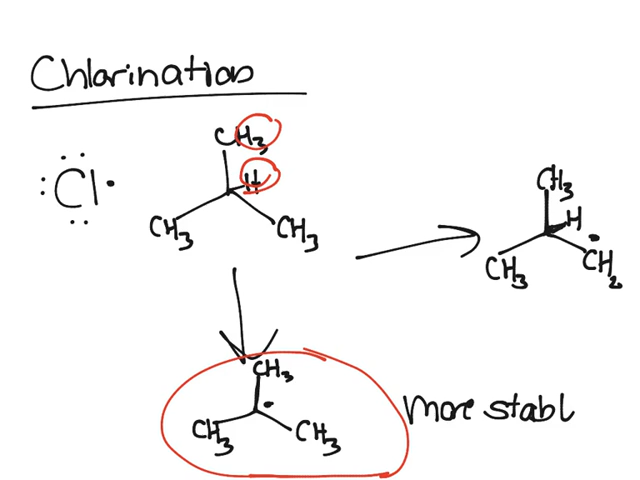 Chlorination
CH3
H
:Cl·
CH3
CH3
CH3
H
CH3
CH2
CH3
CH3
CH3
More stabl